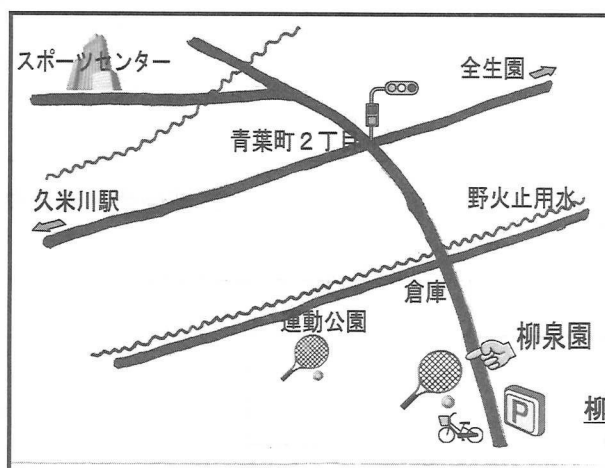 スポーツセンター
全生園
青葉町2丁目
久米川駅
野火止用水
倉庫
運動公園
柳泉園
P
柳